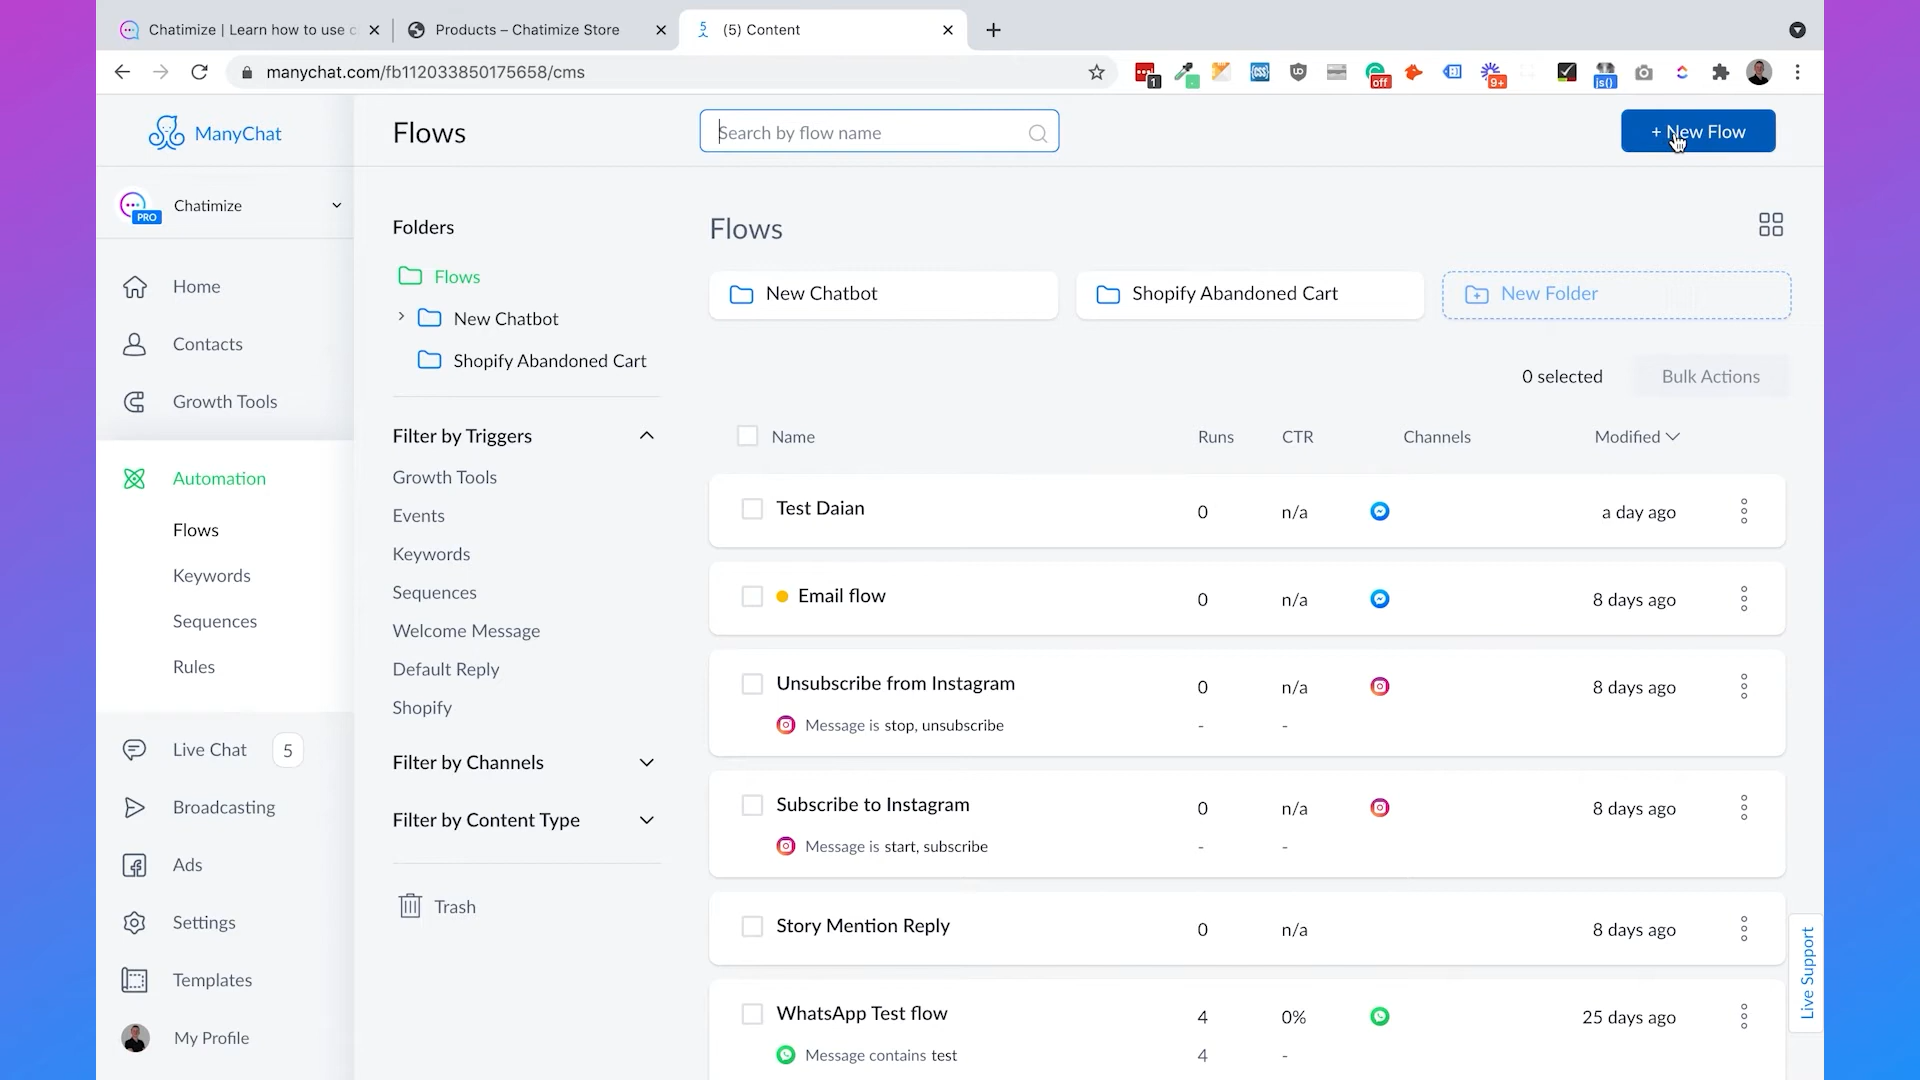 Chatimize | Learn how to use c
Products – Chatimize Store
(5) Content
manychat.com/fb112033850175658/cms
1
off
9+
js()
ManyChat
Flows
Search by flow name
+ New Flow
PRO
Chatimize
Home
Contacts
Growth Tools
Automation
Flows
Keywords
Sequences
Rules
Live Chat
5
Broadcasting
Ads
Settings
Templates
My Profile
Folders
Flows
New Chatbot
Shopify Abandoned Cart
Filter by Triggers
Growth Tools
Events
Keywords
Sequences
Welcome Message
Default Reply
Shopify
Filter by Channels
Filter by Content Type
Trash
Flows
New Chatbot
Shopify Abandoned Cart
New Folder
0 selected
Bulk Actions
Name Runs CTR Channels Modified
Test Daian 0 n/a a day ago
Email flow 0 n/a 8 days ago
Unsubscribe from Instagram 0 n/a 8 days ago
Message is stop, unsubscribe - -
Subscribe to Instagram 0 n/a 8 days ago
Message is start, subscribe - -
Story Mention Reply 0 n/a 8 days ago
WhatsApp Test flow 4 0% 25 days ago
Message contains test 4 -
Live Support